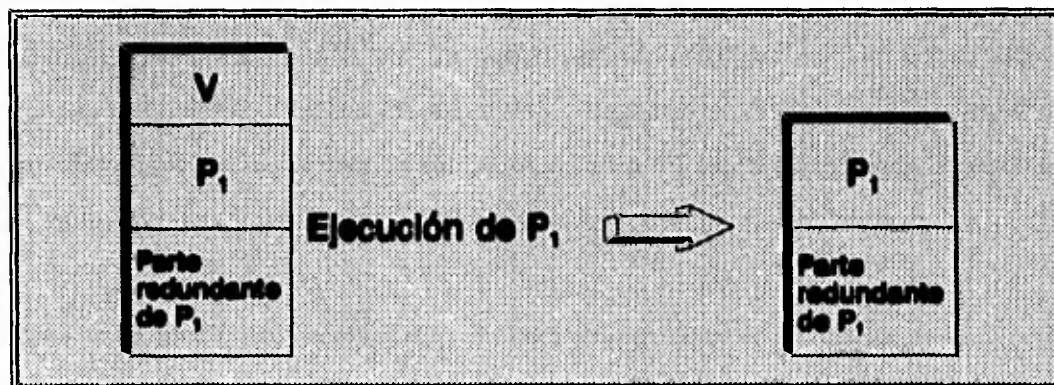 V
P₁
Parte
redundante
de P₁
Ejecución de P₁
P₁
Parte
redundante
de P₁